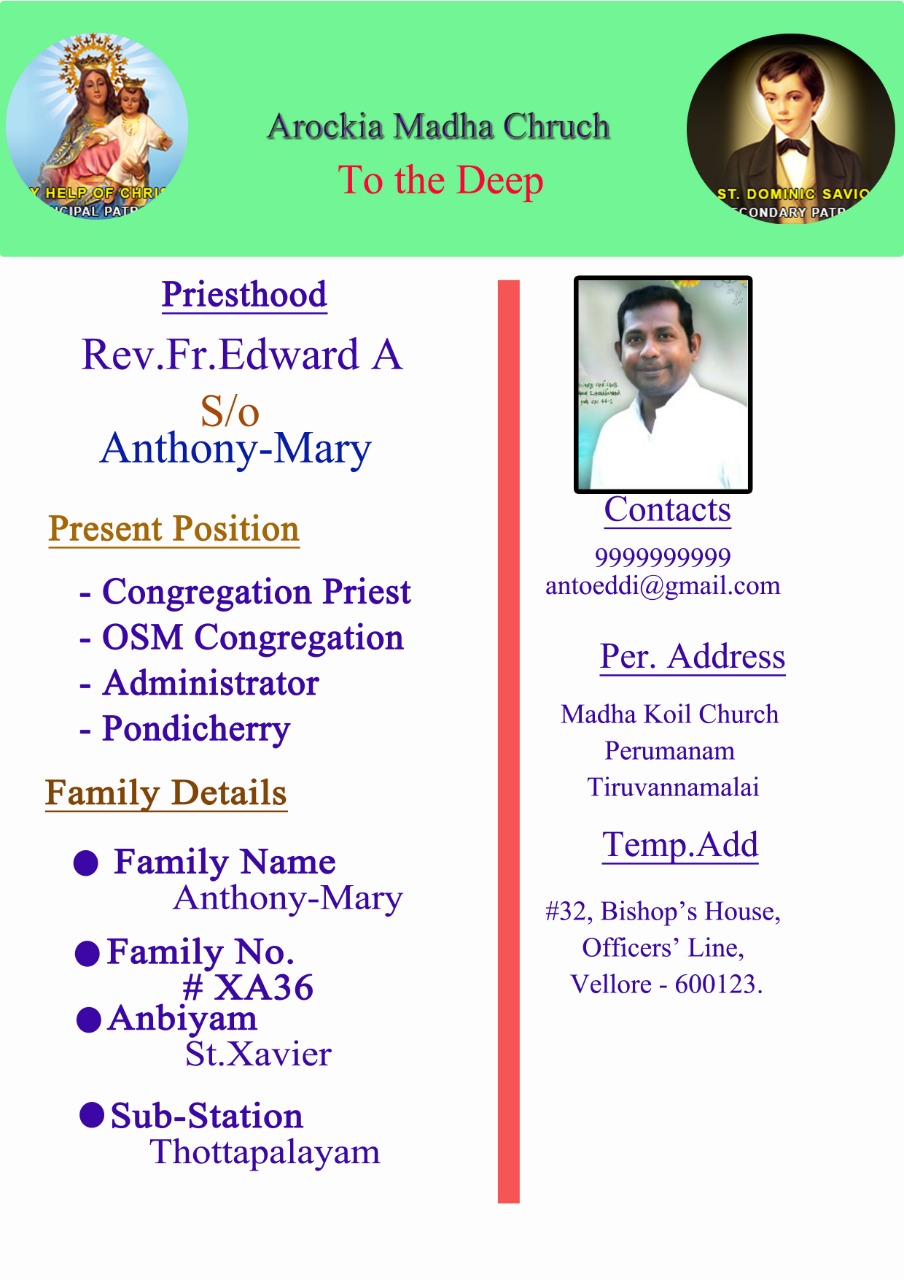 Y HELP OF CHRIS
CIPAL PATR
Arockia Madha Chruch
To the Deep
ST. DOMINIC SAVIO
ECONDARY PATR
Priesthood
Rev.Fr.Edward A
S/o
Anthony-Mary
Present Position
- Congregation Priest
- OSM Congregation
- Administrator
- Pondicherry
Family Details
● Family Name
Anthony-Mary
● Family No.
# XA36
● Anbiyam
St.Xavier
● Sub-Station
Thottapalayam
Contacts
9999999999
antoeddi@gmail.com
Per. Address
Madha Koil Church
Perumanam
Tiruvannamalai
Temp.Add
#32, Bishop’s House,
Officers’ Line,
Vellore - 600123.